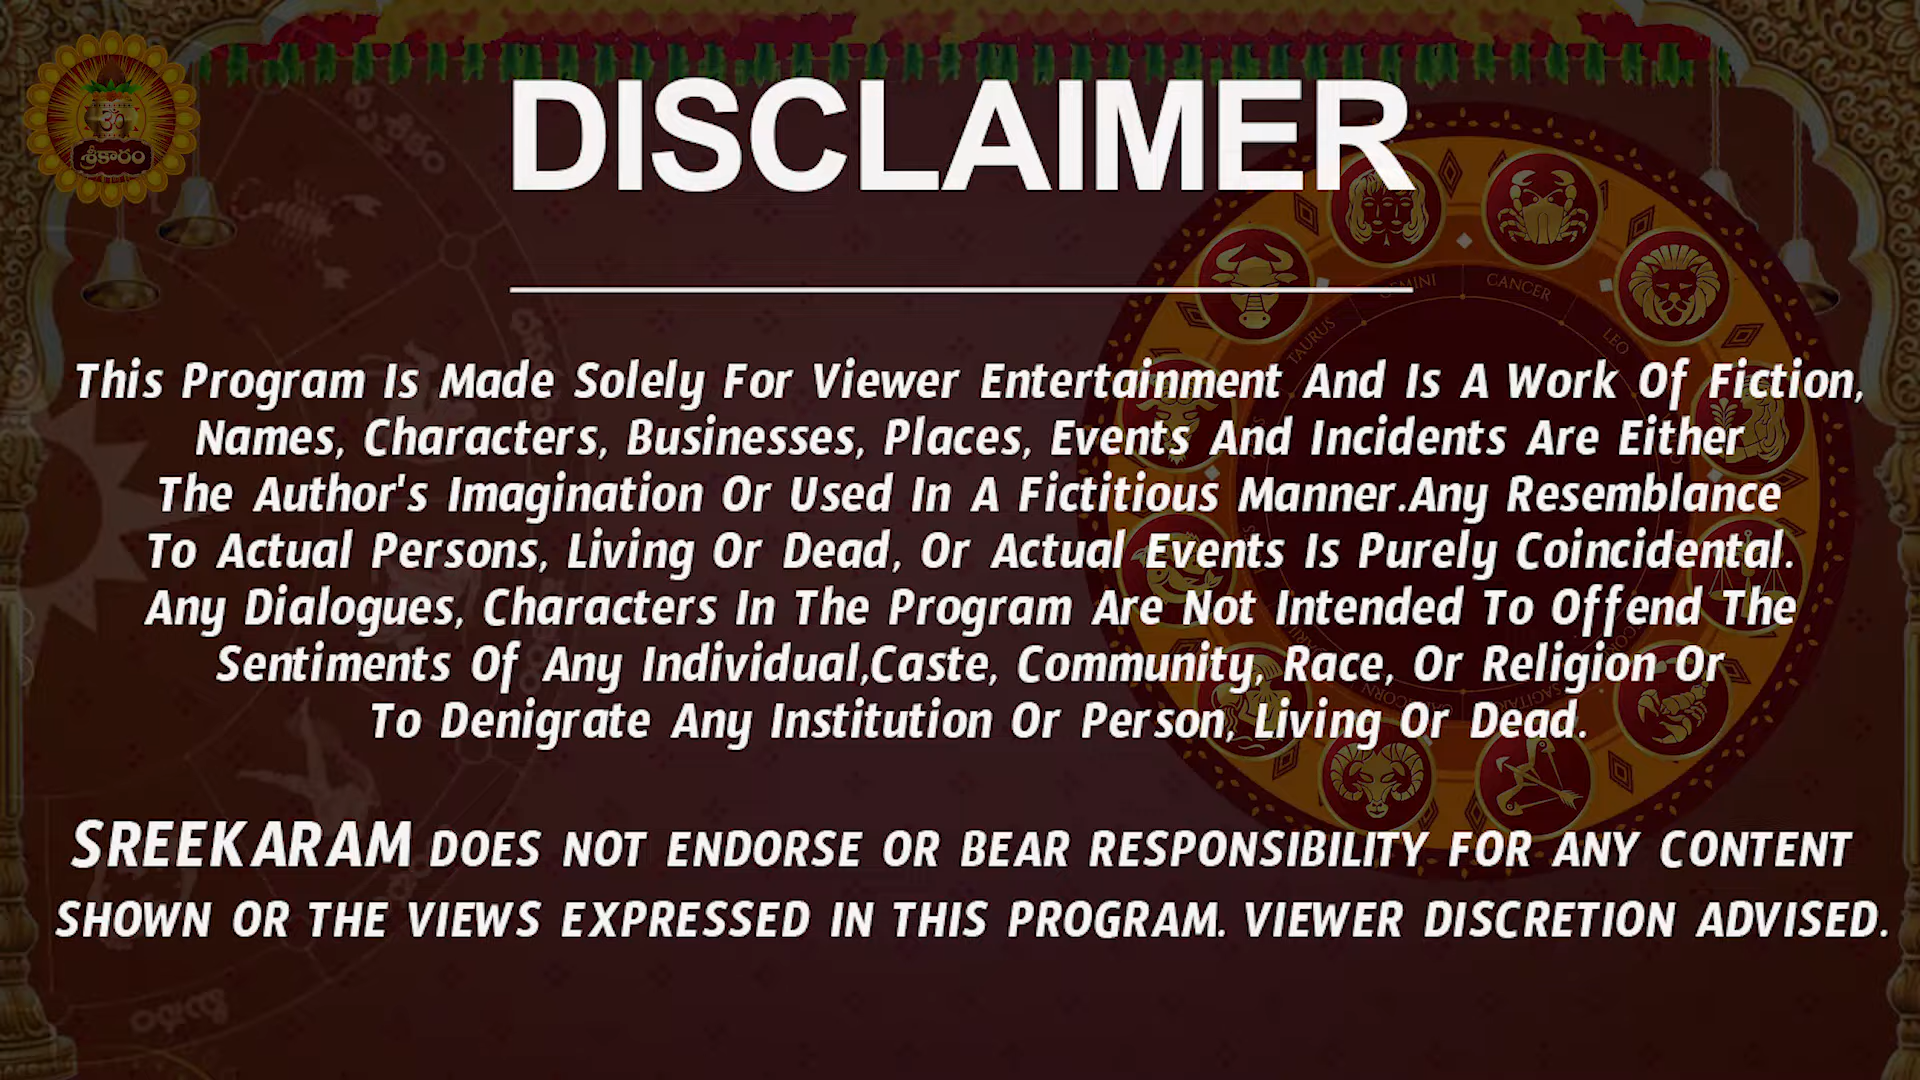 శ్రీకారం
DISCLAIMER
GEMINI
CANCER
TAURUS
LEO
This Program Is Made Solely For Viewer Entertainment And Is A Work Of Fiction,
Names, Characters, Businesses, Places, Events And Incidents Are Either
The Author's Imagination Or Used In A Fictitious Manner.Any Resemblance
To Actual Persons, Living Or Dead, Or Actual Events Is Purely Coincidental.
Any Dialogues, Characters In The Program Are Not Intended To Offend The
Sentiments Of Any Individual,Caste, Community, Race, Or Religion Or
To Denigrate Any Institution Or Person, Living Or Dead.
SREEKARAM DOES NOT ENDORSE OR BEAR RESPONSIBILITY FOR ANY CONTENT
SHOWN OR THE VIEWS EXPRESSED IN THIS PROGRAM. VIEWER DISCRETION ADVISED.